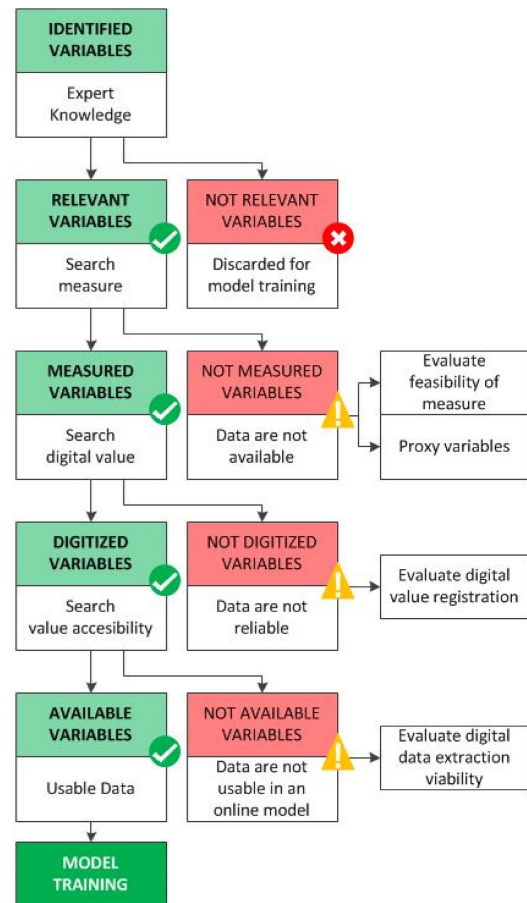 IDENTIFIED
VARIABLES
Expert
Knowledge
RELEVANT
VARIABLES
Search
measure
NOT RELEVANT
VARIABLES
Discarded for
model training
MEASURED
VARIABLES
Search
digital value
NOT MEASURED
VARIABLES
Data are not
available
Evaluate
feasibility of
measure
Proxy variables
DIGITIZED
VARIABLES
Search
value accesibility
NOT DIGITIZED
VARIABLES
Data are not
reliable
Evaluate digital
value registration
AVAILABLE
VARIABLES
Usable Data
NOT AVAILABLE
VARIABLES
Data are not
usable in an
online model
Evaluate digital
data extraction
viability
MODEL
TRAINING